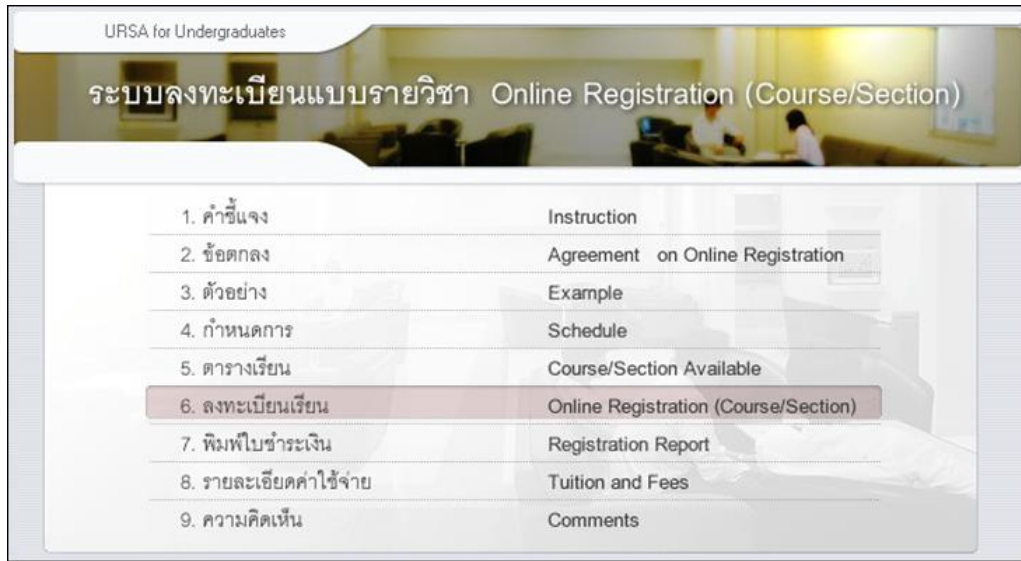 URSA for Undergraduates
ระบบลงทะเบียนแบบรายวิชา Online Registration (Course/Section)
1. คำชี้แจง Instruction
2. ข้อตกลง Agreement on Online Registration
3. ตัวอย่าง Example
4. กำหนดการ Schedule
5. ตารางเรียน Course/Section Available
6. ลงทะเบียนเรียน Online Registration (Course/Section)
7. พิมพ์ใบชำระเงิน Registration Report
8. รายละเอียดค่าใช้จ่าย Tuition and Fees
9. ความคิดเห็น Comments